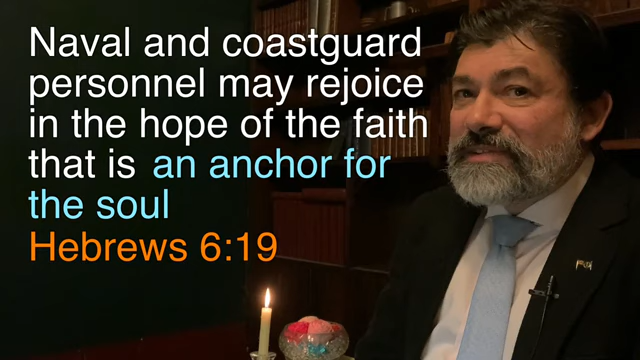 Naval and coastguard
personnel may rejoice
in the hope of the faith
that is an anchor for
the soul
Hebrews 6:19